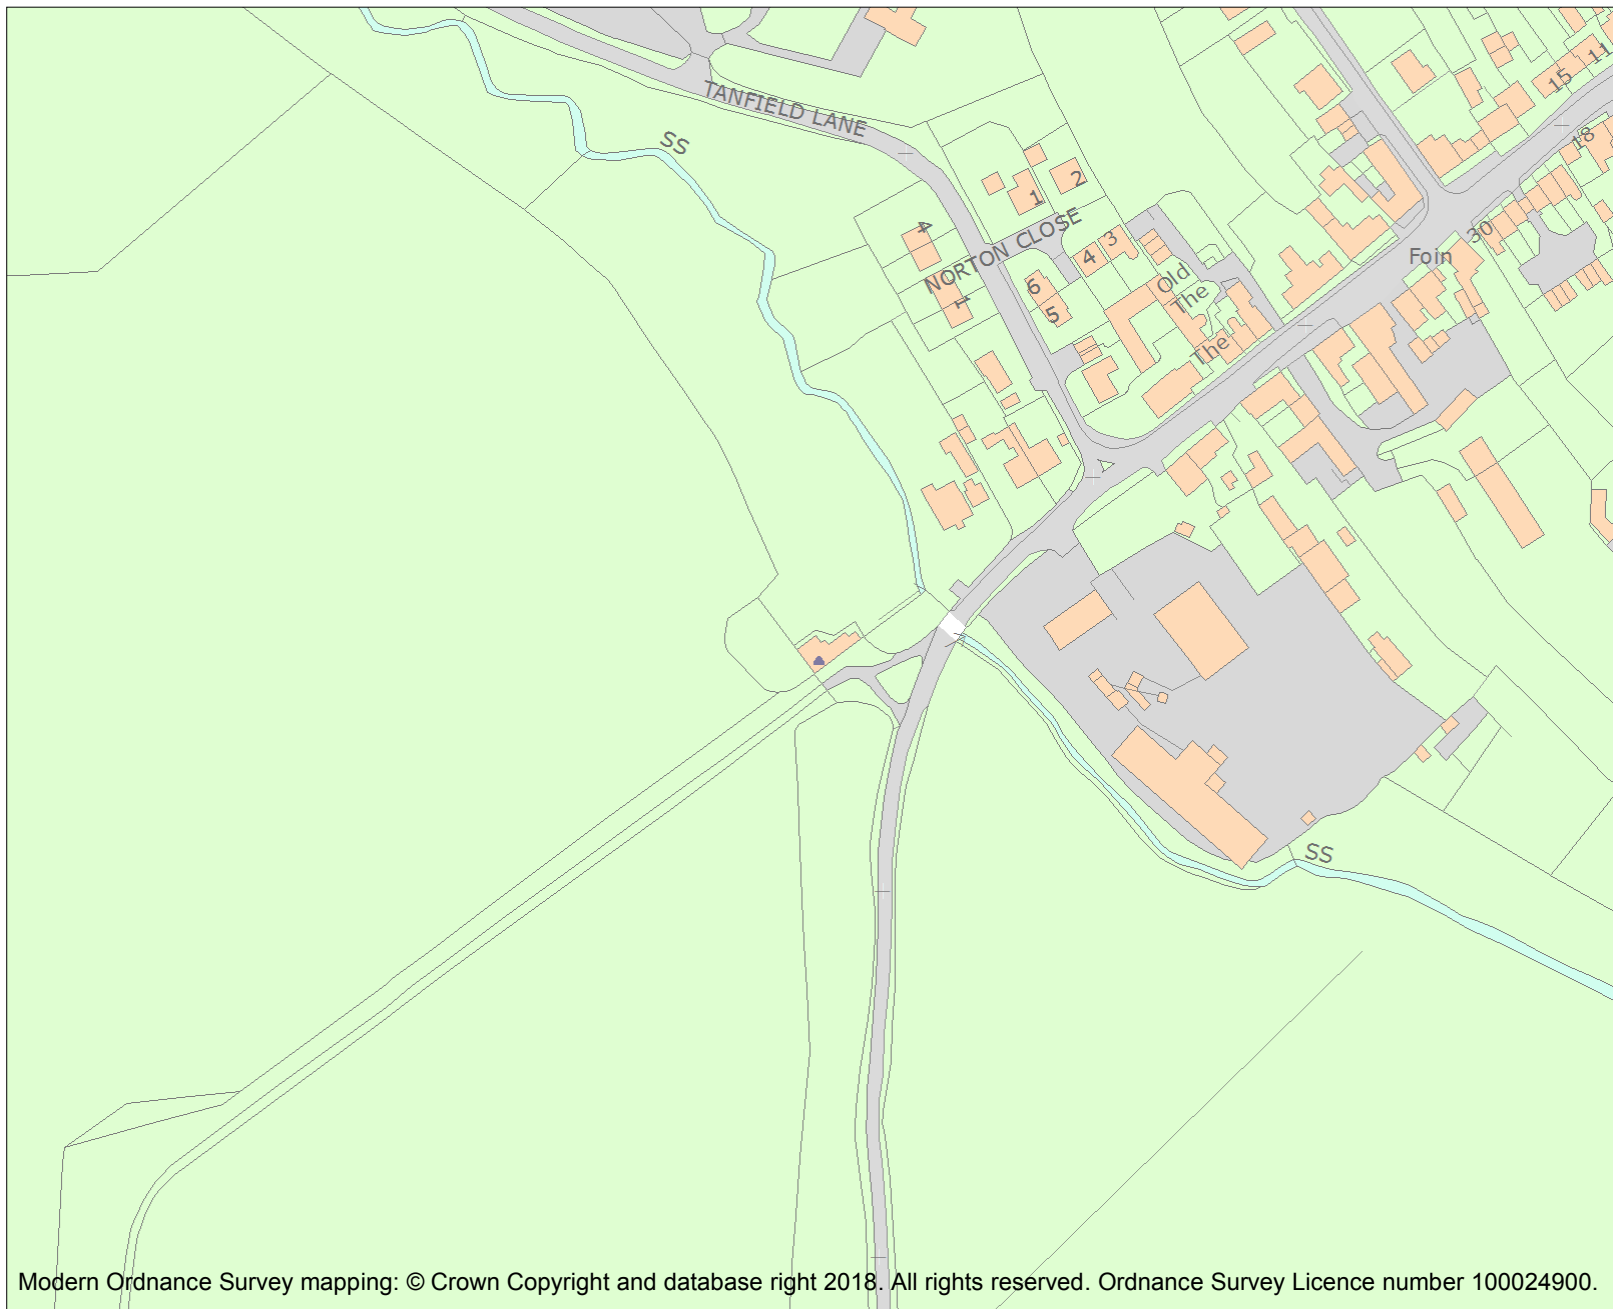 11
15
TANFIELD LANE
18
SS
2
1
4
NORTON CLOSE
30
3
Foin
4
Old
6
The
1
5
The
SS
Modern Ordnance Survey mapping: © Crown Copyright and database right 2018. All rights reserved. Ordnance Survey Licence number 100024900.